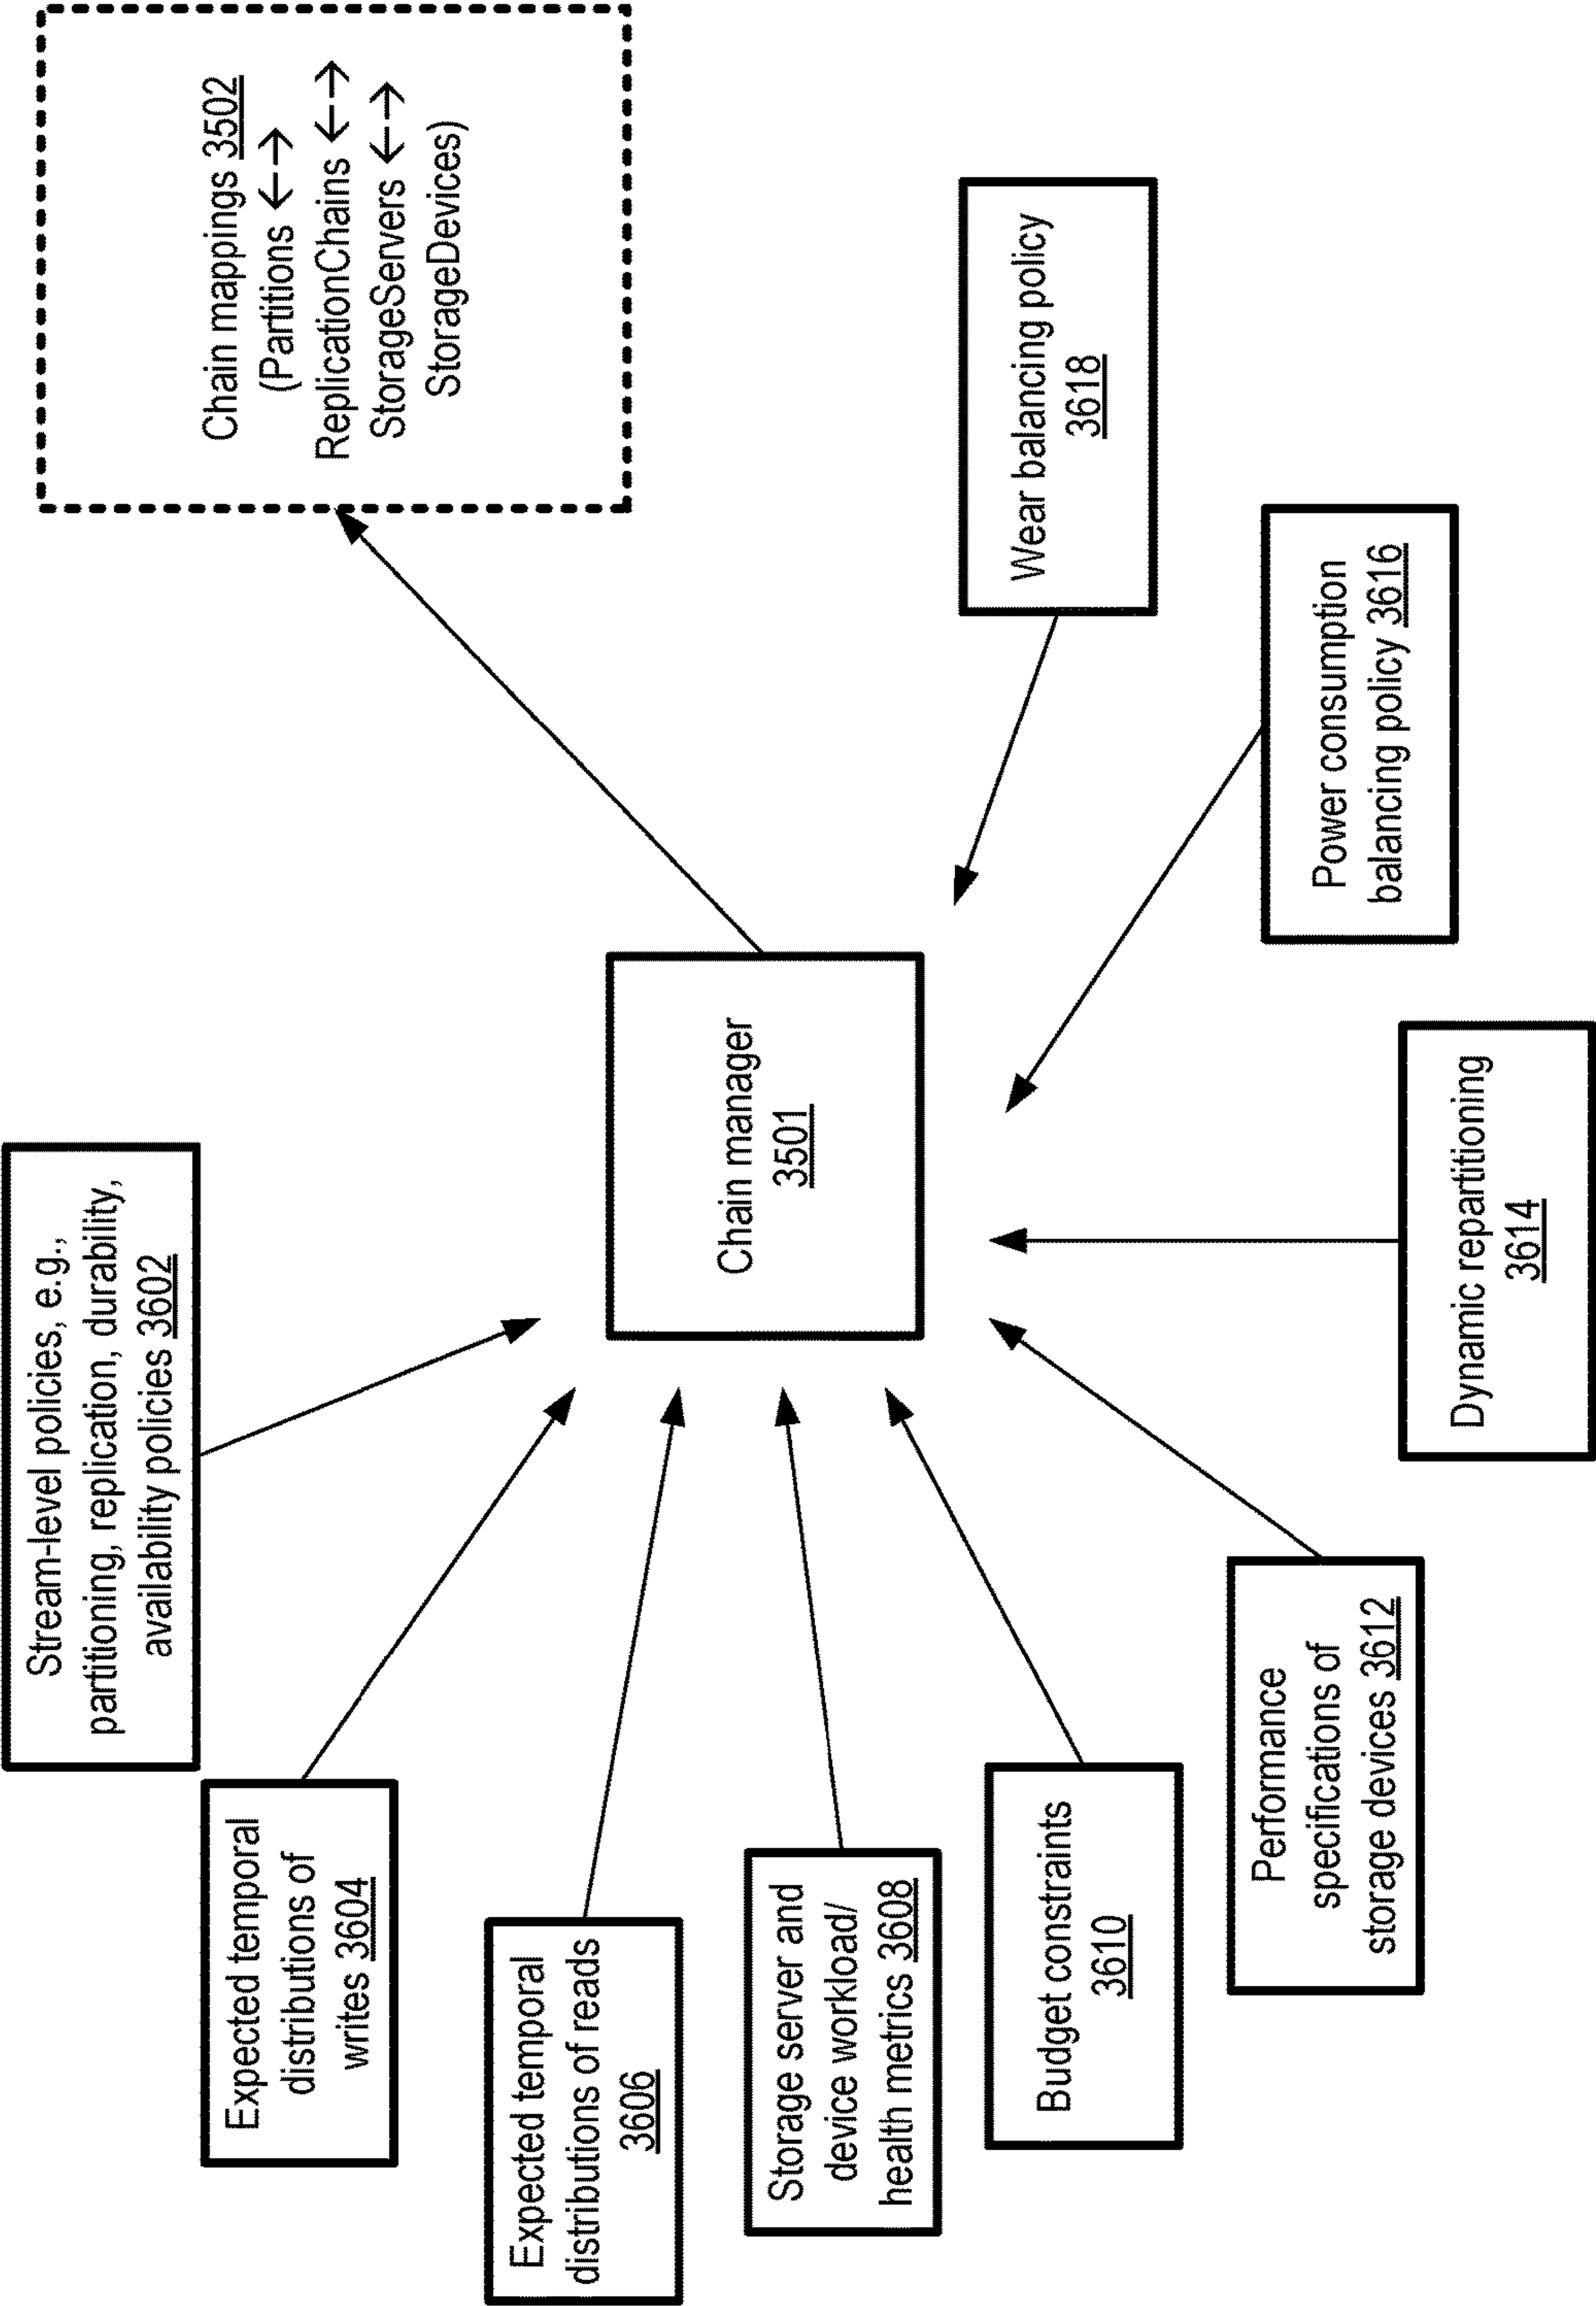 Stream-level policies, e.g.,
partitioning, replication, durability,
availability policies 3602
Expected temporal
distributions of
writes 3604
Expected temporal
distributions of reads
3606
Storage server and
device workload/
health metrics 3608
Budget constraints
3610
Performance
specifications of
storage devices 3612
Dynamic repartitioning
3614
Power consumption
balancing policy 3616
Wear balancing policy
3618
Chain manager
3501
Chain mappings 3502
(Partitions ←→
ReplicationChains ←→
StorageServers ←→
StorageDevices)